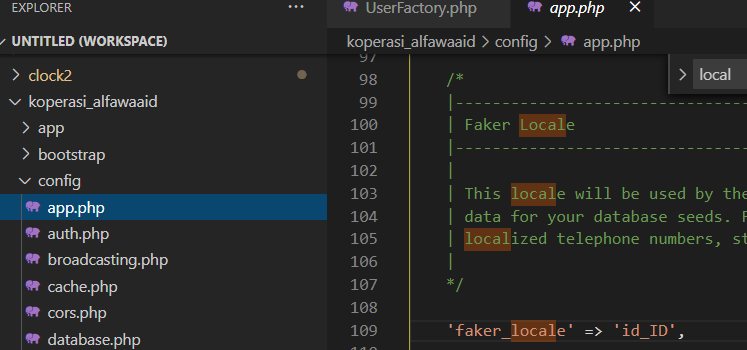 EXPLORER
UNTITLED (WORKSPACE)
clock2
koperasi_alfawaaid
app
bootstrap
config
app.php
auth.php
broadcasting.php
cache.php
cors.php
database.php
UserFactory.php
app.php
koperasi_alfawaaid > config > app.php
local
97
98 /*
99 |-----------------------------------
100 | Faker Locale
101 |-----------------------------------
102 |
103 | This locale will be used by the
104 | data for your database seeds.
105 | localized telephone numbers,
106 |
107 */
108
109 'faker_locale' => 'id_ID',